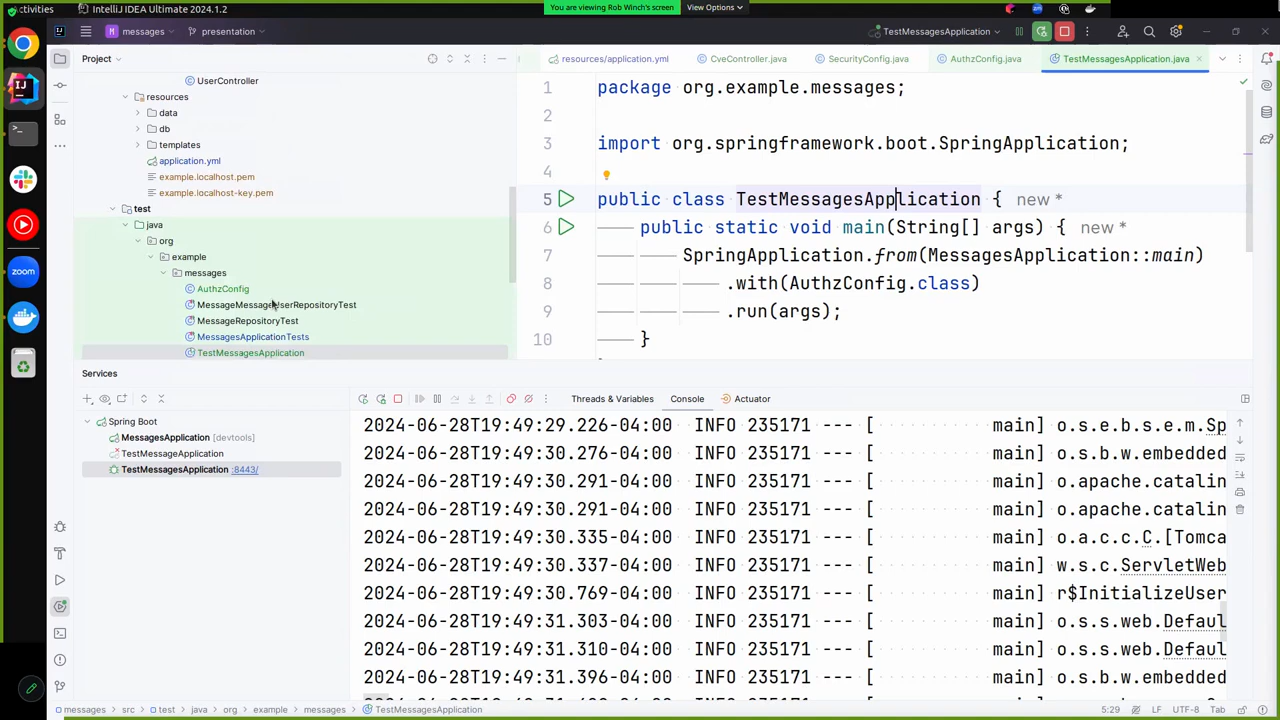 Activities
IntelliJ IDEA Ultimate 2024.1.2
You are viewing Rob Winch's screen
View Options
messages
presentation
TestMessagesApplication
Project
resources/application.yml
CveController.java
SecurityConfig.java
AuthzConfig.java
TestMessagesApplication.java
UserController
resources
data
db
templates
application.yml
example.localhost.pem
example.localhost-key.pem
test
java
org
example
messages
AuthzConfig
MessageMessageUserRepositoryTest
MessageRepositoryTest
MessagesApplicationTests
TestMessagesApplication
1 package org.example.messages;
2
3 import org.springframework.boot.SpringApplication;
4
5 public class TestMessagesApplication { new *
6 public static void main(String[] args) { new *
7 SpringApplication.from(MessagesApplication::main)
8 .with(AuthzConfig.class)
9 .run(args);
10 }
Services
Threads & Variables
Console
Actuator
Spring Boot
MessagesApplication [devtools]
TestMessageApplication
TestMessagesApplication :8443/
2024-06-28T19:49:29.226-04:00 INFO 235171 --- [ main] o.s.e.b.s.e.m.Sp
2024-06-28T19:49:30.276-04:00 INFO 235171 --- [ main] o.s.b.w.embedded
2024-06-28T19:49:30.291-04:00 INFO 235171 --- [ main] o.apache.catalin
2024-06-28T19:49:30.291-04:00 INFO 235171 --- [ main] o.apache.catalin
2024-06-28T19:49:30.335-04:00 INFO 235171 --- [ main] o.a.c.c.C.[Tomca
2024-06-28T19:49:30.337-04:00 INFO 235171 --- [ main] w.s.c.ServletWeb
2024-06-28T19:49:30.769-04:00 INFO 235171 --- [ main] r$InitializeUser
2024-06-28T19:49:31.303-04:00 INFO 235171 --- [ main] o.s.s.web.Defaul
2024-06-28T19:49:31.310-04:00 INFO 235171 --- [ main] o.s.s.web.Defaul
2024-06-28T19:49:31.396-04:00 INFO 235171 --- [ main] o.s.b.w.embedded
messages > src > test > java > org > example > messages > TestMessagesApplication
5:29 LF UTF-8 Tab